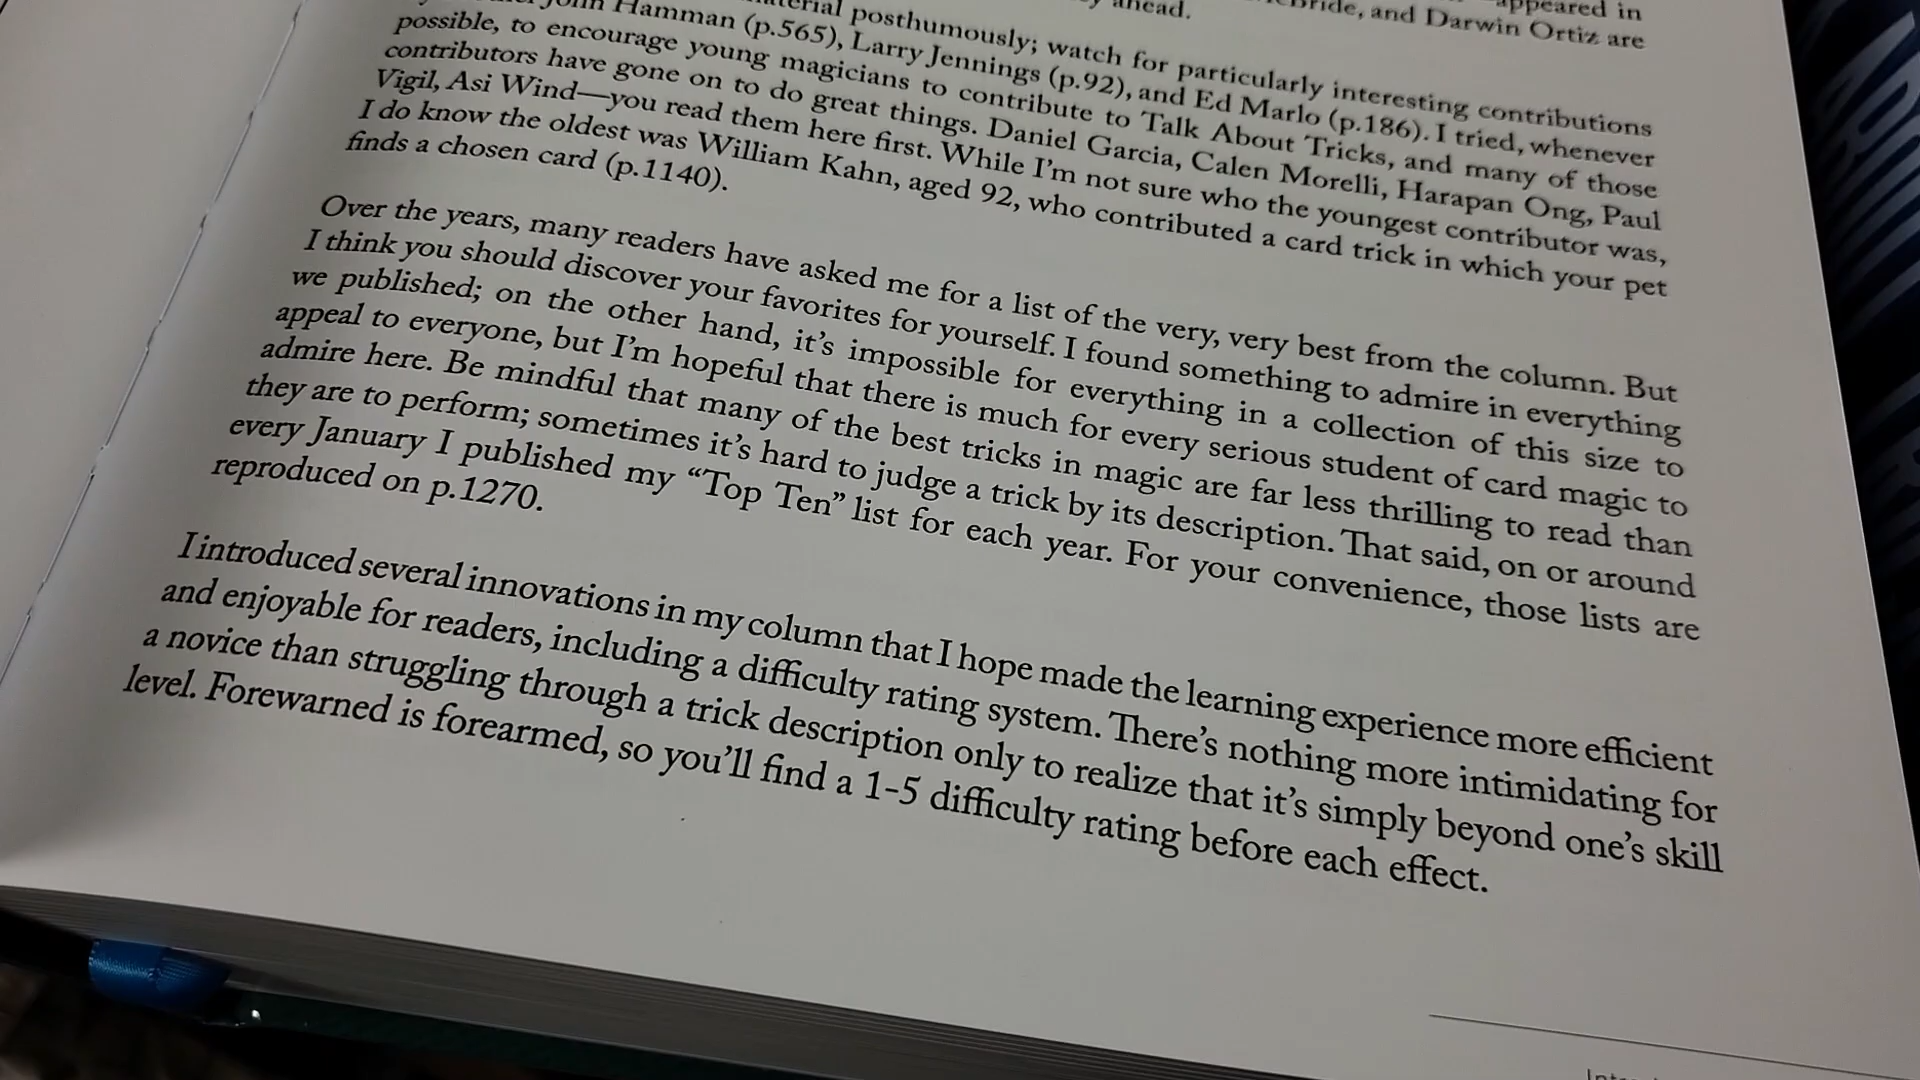 appeared in
ahead.
and Darwin Ortiz are
posthumously; watch for particularly interesting contributions
Hamman (p.565), Larry Jennings (p.92), and Ed Marlo (p.186). I tried, whenever
possible, to encourage young magicians to contribute to Talk About Tricks, and many of those
contributors have gone on to do great things. Daniel Garcia, Calen Morelli, Harapan Ong, Paul
Vigil, Asi Wind—you read them here first. While I'm not sure who the youngest contributor was,
I do know the oldest was William Kahn, aged 92, who contributed a card trick in which your pet
finds a chosen card (p.1140).
Over the years, many readers have asked me for a list of the very, very best from the column. But
I think you should discover your favorites for yourself. I found something to admire in everything
we published; on the other hand, it's impossible for everything in a collection of this size to
appeal to everyone, but I'm hopeful that there is much for every serious student of card magic to
admire here. Be mindful that many of the best tricks in magic are far less thrilling to read than
they are to perform; sometimes it's hard to judge a trick by its description. That said, on or around
every January I published my “Top Ten” list for each year. For your convenience, those lists are
reproduced on p.1270.
I introduced several innovations in my column that I hope made the learning experience more efficient
and enjoyable for readers, including a difficulty rating system. There's nothing more intimidating for
a novice than struggling through a trick description only to realize that it's simply beyond one's skill
level. Forewarned is forearmed, so you'll find a 1-5 difficulty rating before each effect.